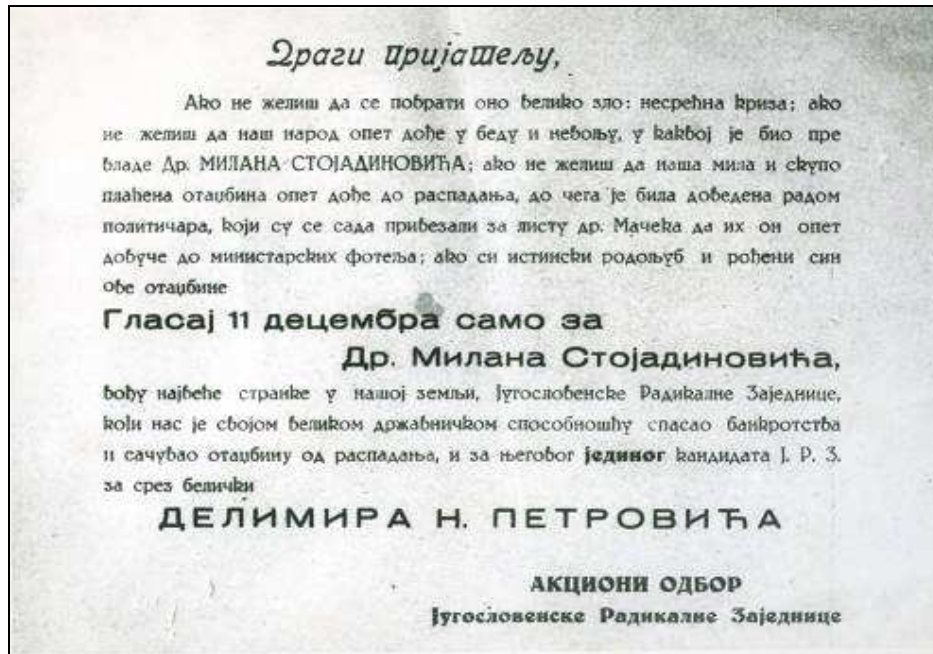 Драги пријатељу,
Ако не желиш да се поврати оно велико зло: несрећна криза; ако
не желиш да наш народ опет дође у беду и невољу, у каквој је био пре
владе Др. МИЛАНА СТОЈАДИНОВИЋА; ако не желиш да наша мила и скупо
плаћена отаџбина опет дође до распадања, до чега је била доведена радом
политичара, који су се сада привезали за листу др. Мачека да их он опет
довуче до министарских фотеља; ако си истински родољуб и рођени син
ове отаџбине
Гласај 11 децембра само за
Др. Милана Стојадиновића,
вођу највеће странке у нашој земљи, Југословенске Радикалне Заједнице,
који нас је својом великом државничком способношћу спасао банкротства
и сачувао отаџбину од распадања, и за његовог јединог кандидата Ј. Р. З.
за срез белички
ДЕЛИМИРА Н. ПЕТРОВИЋА
АКЦИОНИ ОДБОР
Југословенске Радикалне Заједнице